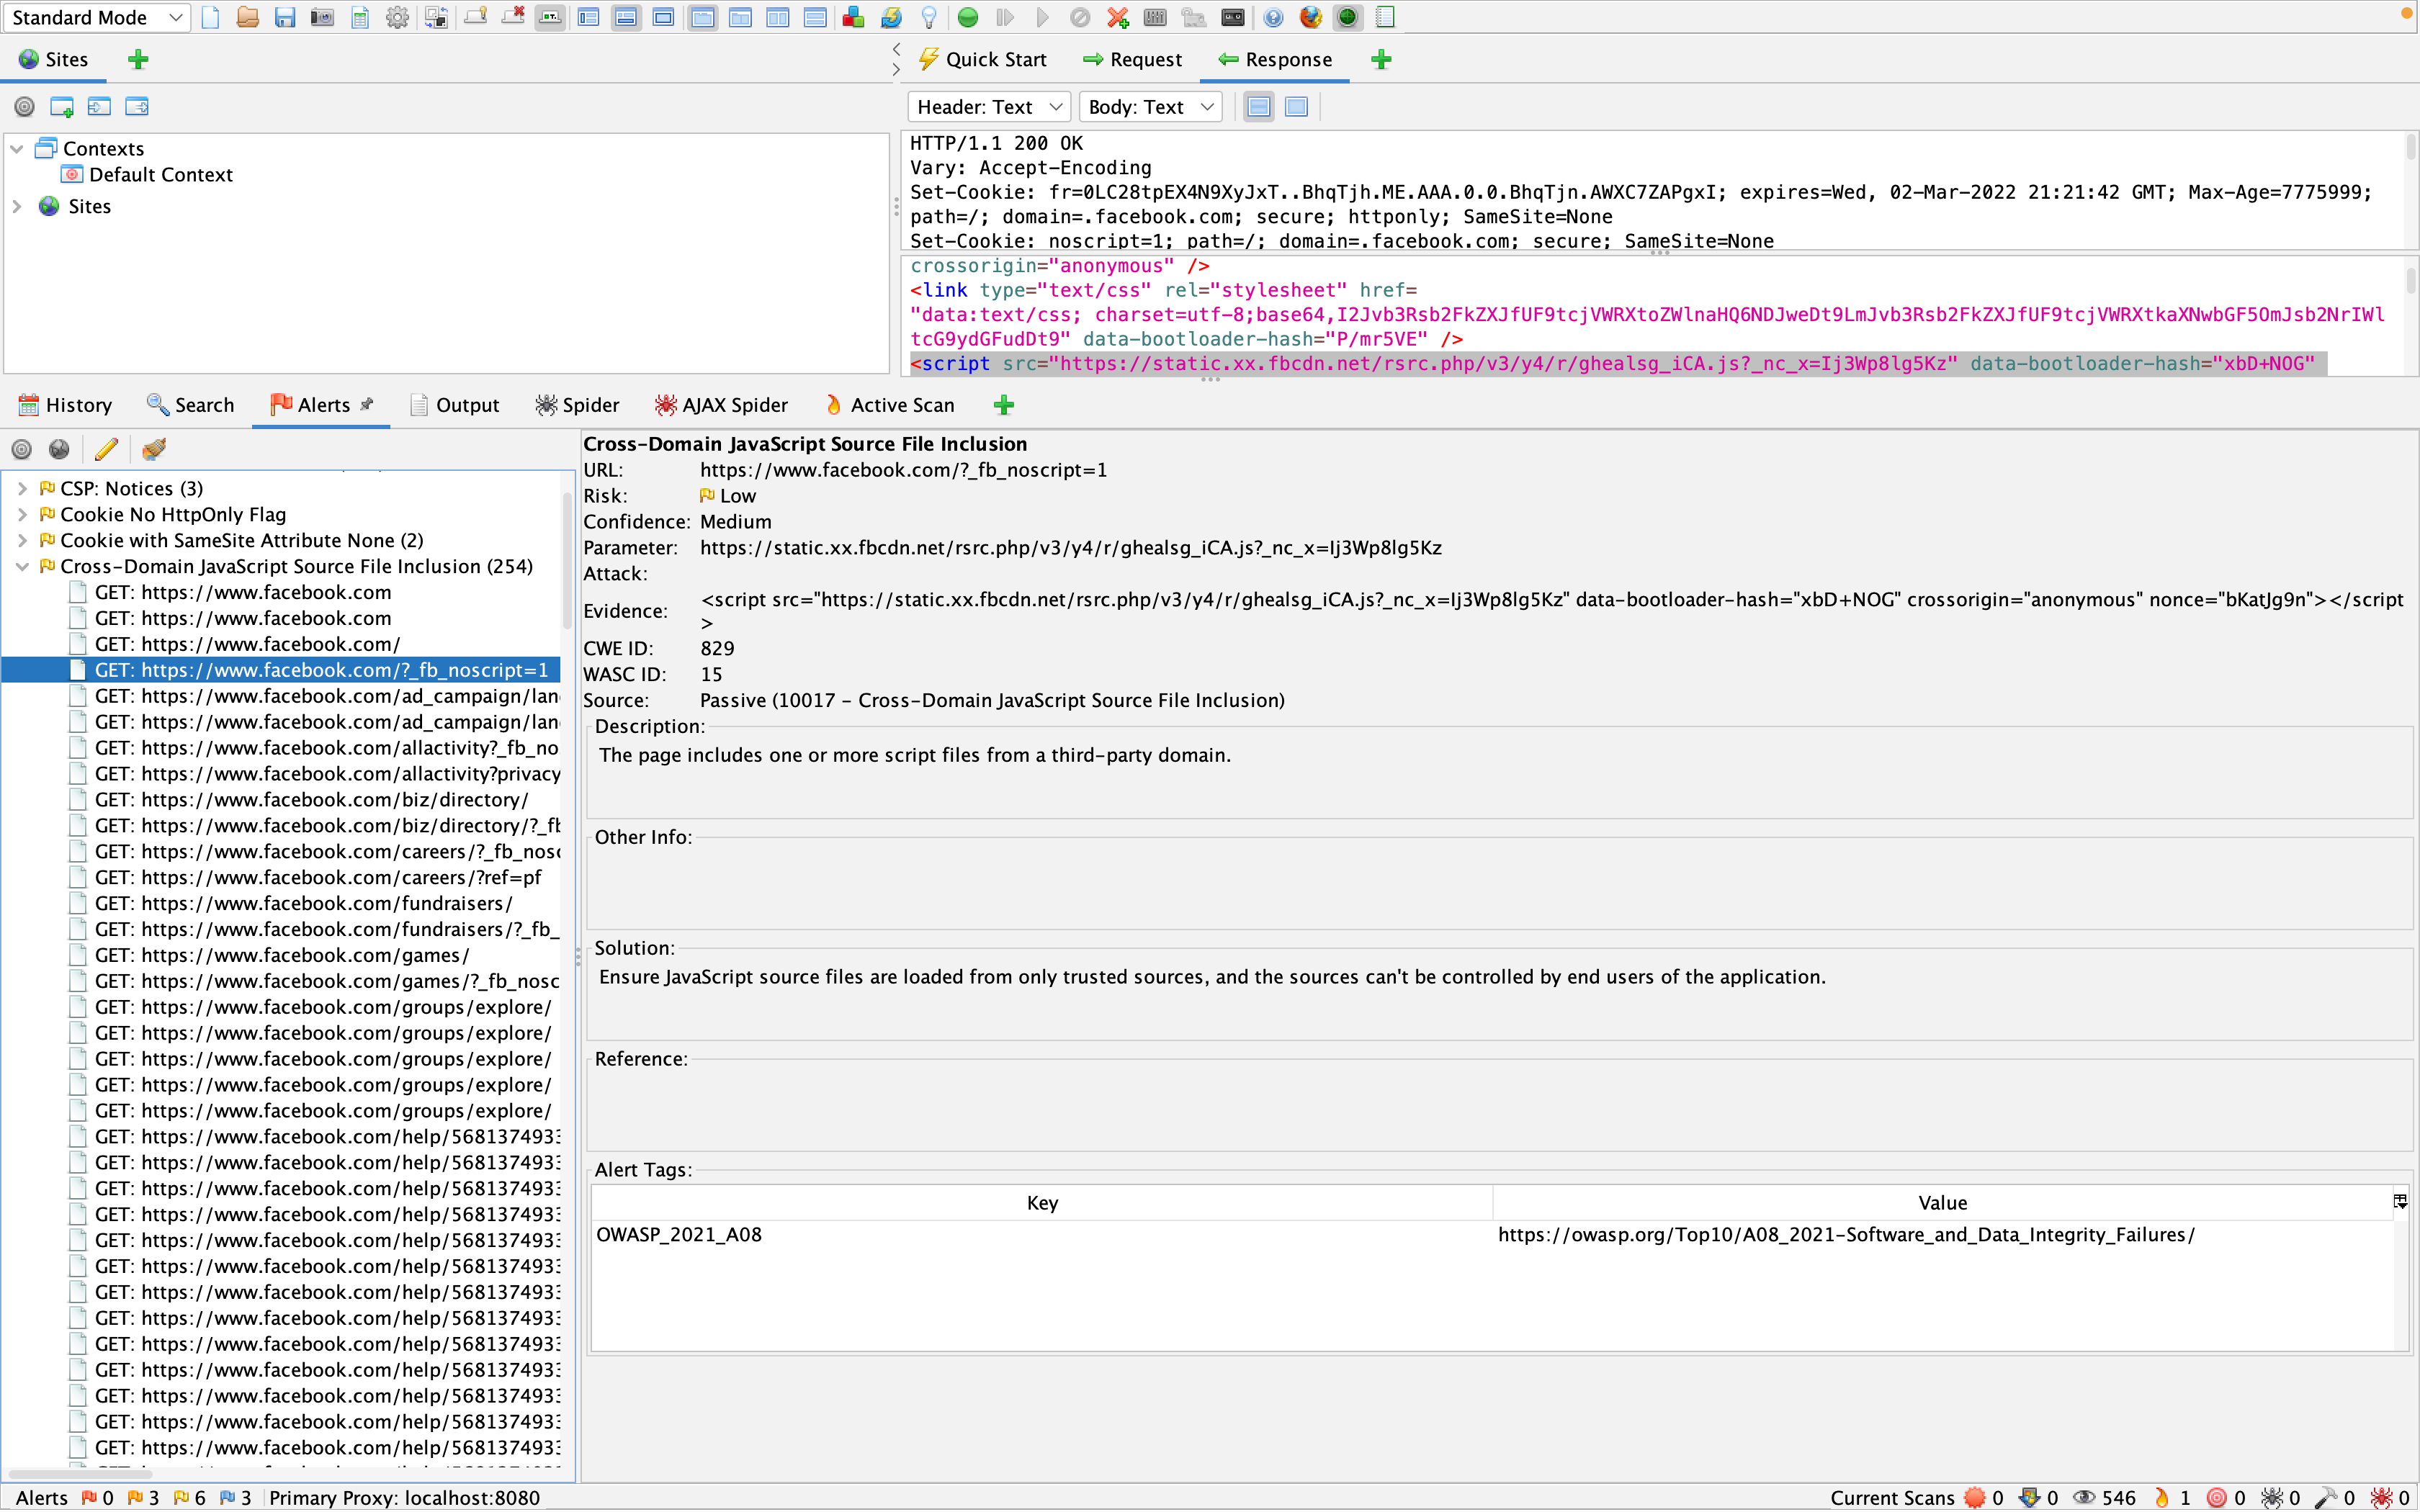 Standard Mode
Sites
Quick Start
Request
Response
Header: Text
Body: Text
Contexts
Default Context
Sites
HTTP/1.1 200 OK
Vary: Accept-Encoding
Set-Cookie: fr=0LC28tpEX4N9XyJxT..BhqTjh.ME.AAA.0.0.BhqTjn.AWXC7ZAPgxI; expires=Wed, 02-Mar-2022 21:21:42 GMT; Max-Age=7775999;
path=/; domain=.facebook.com; secure; httponly; SameSite=None
Set-Cookie: noscript=1; path=/; domain=.facebook.com; secure; SameSite=None
crossorigin="anonymous" />
<link type="text/css" rel="stylesheet" href=
"data:text/css; charset=utf-8;base64,I2Jvb3Rsb2FkZXJfUF9tcjVWRXtoZWlnaHQ6NDJweDt9LmJvb3Rsb2FkZXJfUF9tcjVWRXtkaXNwbGF5OmJsb2NrIWl
tcG9ydGFudDt9" data-bootloader-hash="P/mr5VE" />
<script src="https://static.xx.fbcdn.net/rsrc.php/v3/y4/r/ghealsg_iCA.js?_nc_x=Ij3Wp8lg5Kz" data-bootloader-hash="xbD+NOG"
History
Search
Alerts
Output
Spider
AJAX Spider
Active Scan
CSP: Notices (3)
Cookie No HttpOnly Flag
Cookie with SameSite Attribute None (2)
Cross-Domain JavaScript Source File Inclusion (254)
GET: https://www.facebook.com
GET: https://www.facebook.com
GET: https://www.facebook.com/
GET: https://www.facebook.com/?_fb_noscript=1
GET: https://www.facebook.com/ad_campaign/lan
GET: https://www.facebook.com/ad_campaign/lan
GET: https://www.facebook.com/allactivity?_fb_no
GET: https://www.facebook.com/allactivity?privacy
GET: https://www.facebook.com/biz/directory/
GET: https://www.facebook.com/biz/directory/?_fb
GET: https://www.facebook.com/careers/?_fb_nosc
GET: https://www.facebook.com/careers/?ref=pf
GET: https://www.facebook.com/fundraisers/
GET: https://www.facebook.com/fundraisers/?_fb_
GET: https://www.facebook.com/games/
GET: https://www.facebook.com/games/?_fb_nosc
GET: https://www.facebook.com/groups/explore/
GET: https://www.facebook.com/groups/explore/
GET: https://www.facebook.com/groups/explore/
GET: https://www.facebook.com/groups/explore/
GET: https://www.facebook.com/groups/explore/
GET: https://www.facebook.com/help/568137493
GET: https://www.facebook.com/help/568137493
GET: https://www.facebook.com/help/568137493
GET: https://www.facebook.com/help/568137493
GET: https://www.facebook.com/help/568137493
GET: https://www.facebook.com/help/568137493
GET: https://www.facebook.com/help/568137493
GET: https://www.facebook.com/help/568137493
GET: https://www.facebook.com/help/568137493
GET: https://www.facebook.com/help/568137493
GET: https://www.facebook.com/help/568137493
GET: https://www.facebook.com/help/568137493
GET: https://www.facebook.com/help/568137493
Cross-Domain JavaScript Source File Inclusion
URL: https://www.facebook.com/?_fb_noscript=1
Risk: Low
Confidence: Medium
Parameter: https://static.xx.fbcdn.net/rsrc.php/v3/y4/r/ghealsg_iCA.js?_nc_x=Ij3Wp8lg5Kz
Attack:
Evidence: <script src="https://static.xx.fbcdn.net/rsrc.php/v3/y4/r/ghealsg_iCA.js?_nc_x=Ij3Wp8lg5Kz" data-bootloader-hash="xbD+NOG" crossorigin="anonymous" nonce="bKatJg9n"></script
>
CWE ID: 829
WASC ID: 15
Source: Passive (10017 - Cross-Domain JavaScript Source File Inclusion)
Description:
The page includes one or more script files from a third-party domain.
Other Info:
Solution:
Ensure JavaScript source files are loaded from only trusted sources, and the sources can't be controlled by end users of the application.
Reference:
Alert Tags:
Key Value
OWASP_2021_A08 https://owasp.org/Top10/A08_2021-Software_and_Data_Integrity_Failures/
Alerts 0 3 6 3 Primary Proxy: localhost:8080
Current Scans 0 0 546 1 0 0 0 0